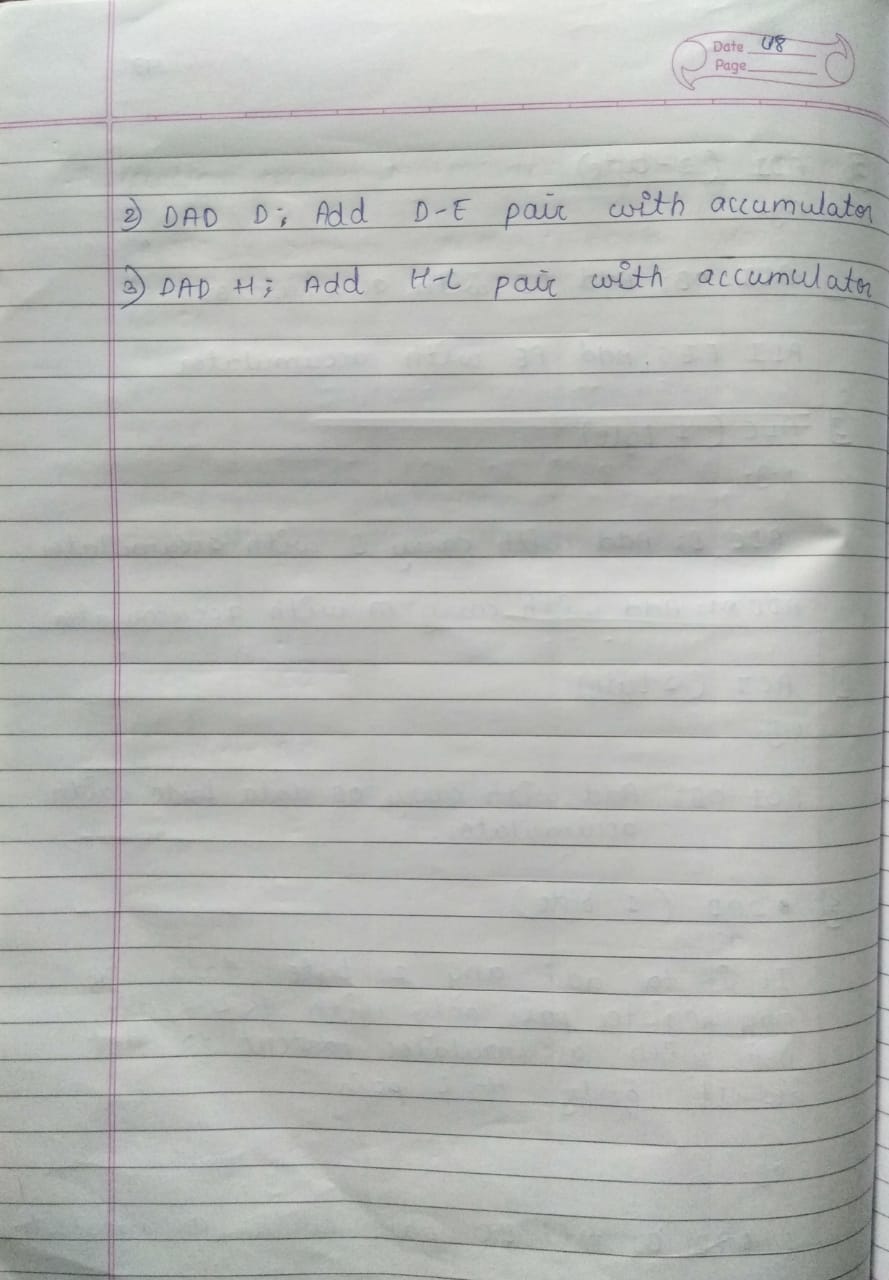 Date 48
Page
2) DAD D; Add D-E pair with accumulator
3) DAD H; Add H-L pair with accumulator